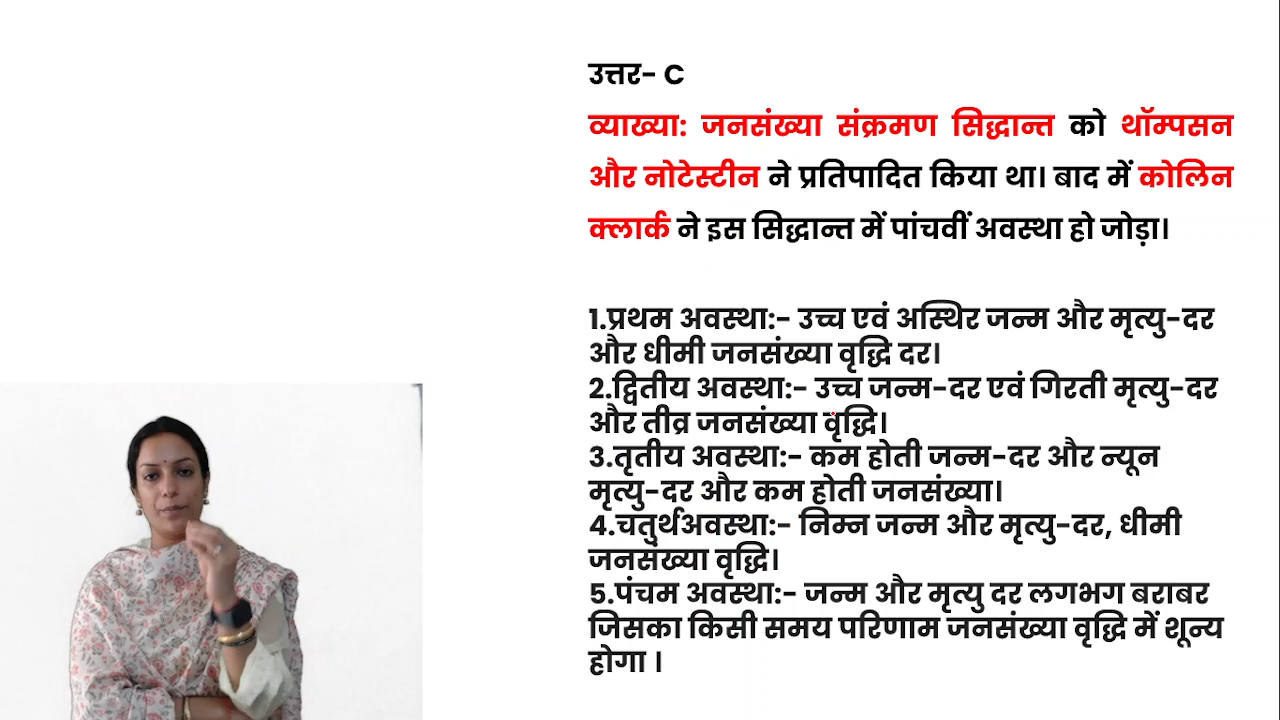 उत्तर- C
व्याख्या: जनसंख्या संक्रमण सिद्धान्त को थॉम्पसन
और नोटेस्टीन ने प्रतिपादित किया था। बाद में कोलिन
क्लार्क ने इस सिद्धान्त में पांचवीं अवस्था हो जोड़ा।
1.प्रथम अवस्था:- उच्च एवं अस्थिर जन्म और मृत्यु-दर
और धीमी जनसंख्या वृद्धि दर।
2.द्वितीय अवस्था:- उच्च जन्म-दर एवं गिरती मृत्यु-दर
और तीव्र जनसंख्या वृद्धि।
3.तृतीय अवस्था:- कम होती जन्म-दर और न्यून
मृत्यु-दर और कम होती जनसंख्या।
4.चतुर्थअवस्था:- निम्न जन्म और मृत्यु-दर, धीमी
जनसंख्या वृद्धि।
5.पंचम अवस्था:- जन्म और मृत्यु दर लगभग बराबर
जिसका किसी समय परिणाम जनसंख्या वृद्धि में शून्य
होगा ।